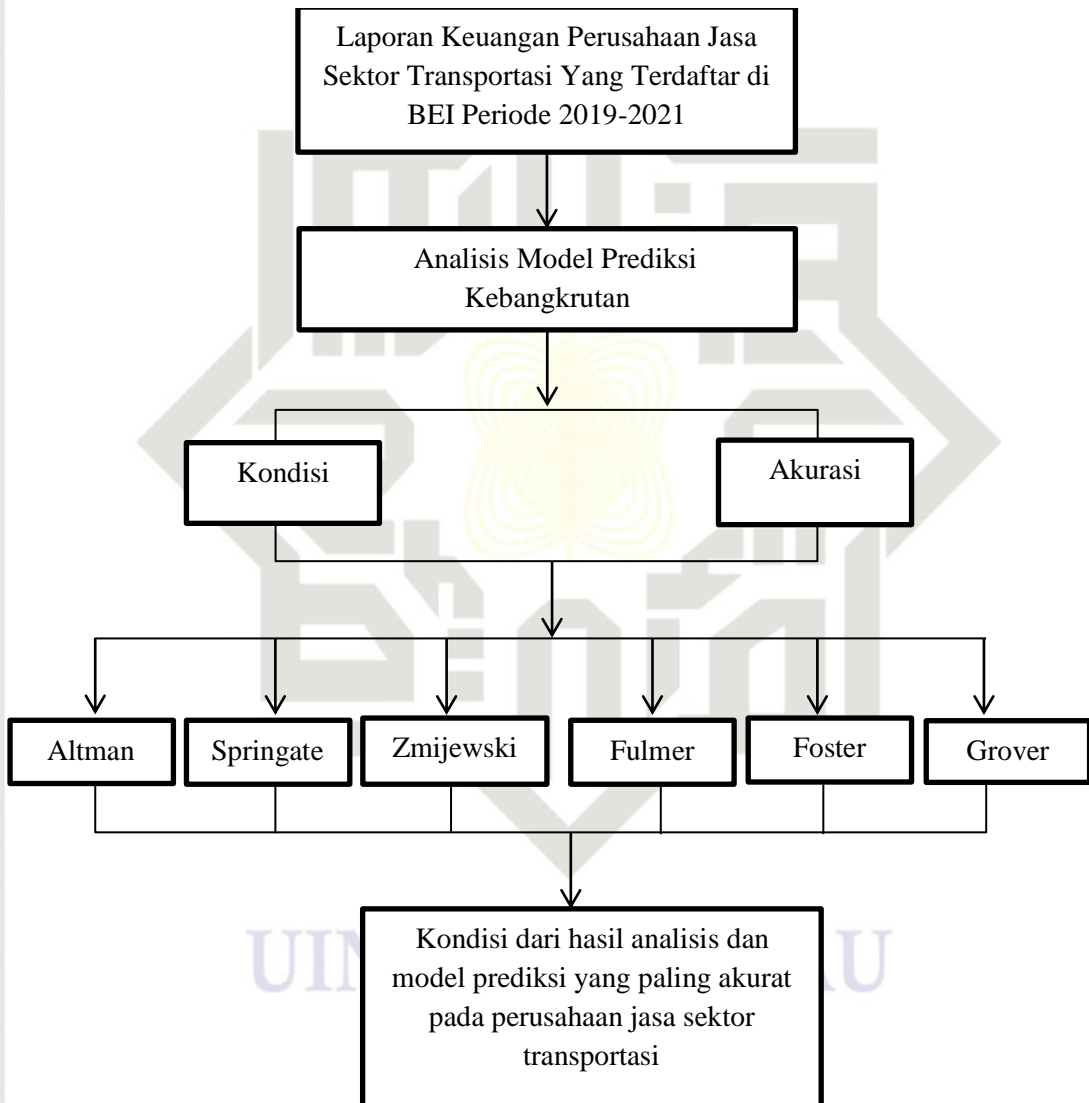 Laporan Keuangan Perusahaan Jasa
Sektor Transportasi Yang Terdaftar di
BEI Periode 2019-2021
Analisis Model Prediksi
Kebangkrutan
Kondisi
Akurasi
Altman
Springate
Zmijewski
Fulmer
Foster
Grover
UIN
AU
Kondisi dari hasil analisis dan
model prediksi yang paling akurat
pada perusahaan jasa sektor
transportasi